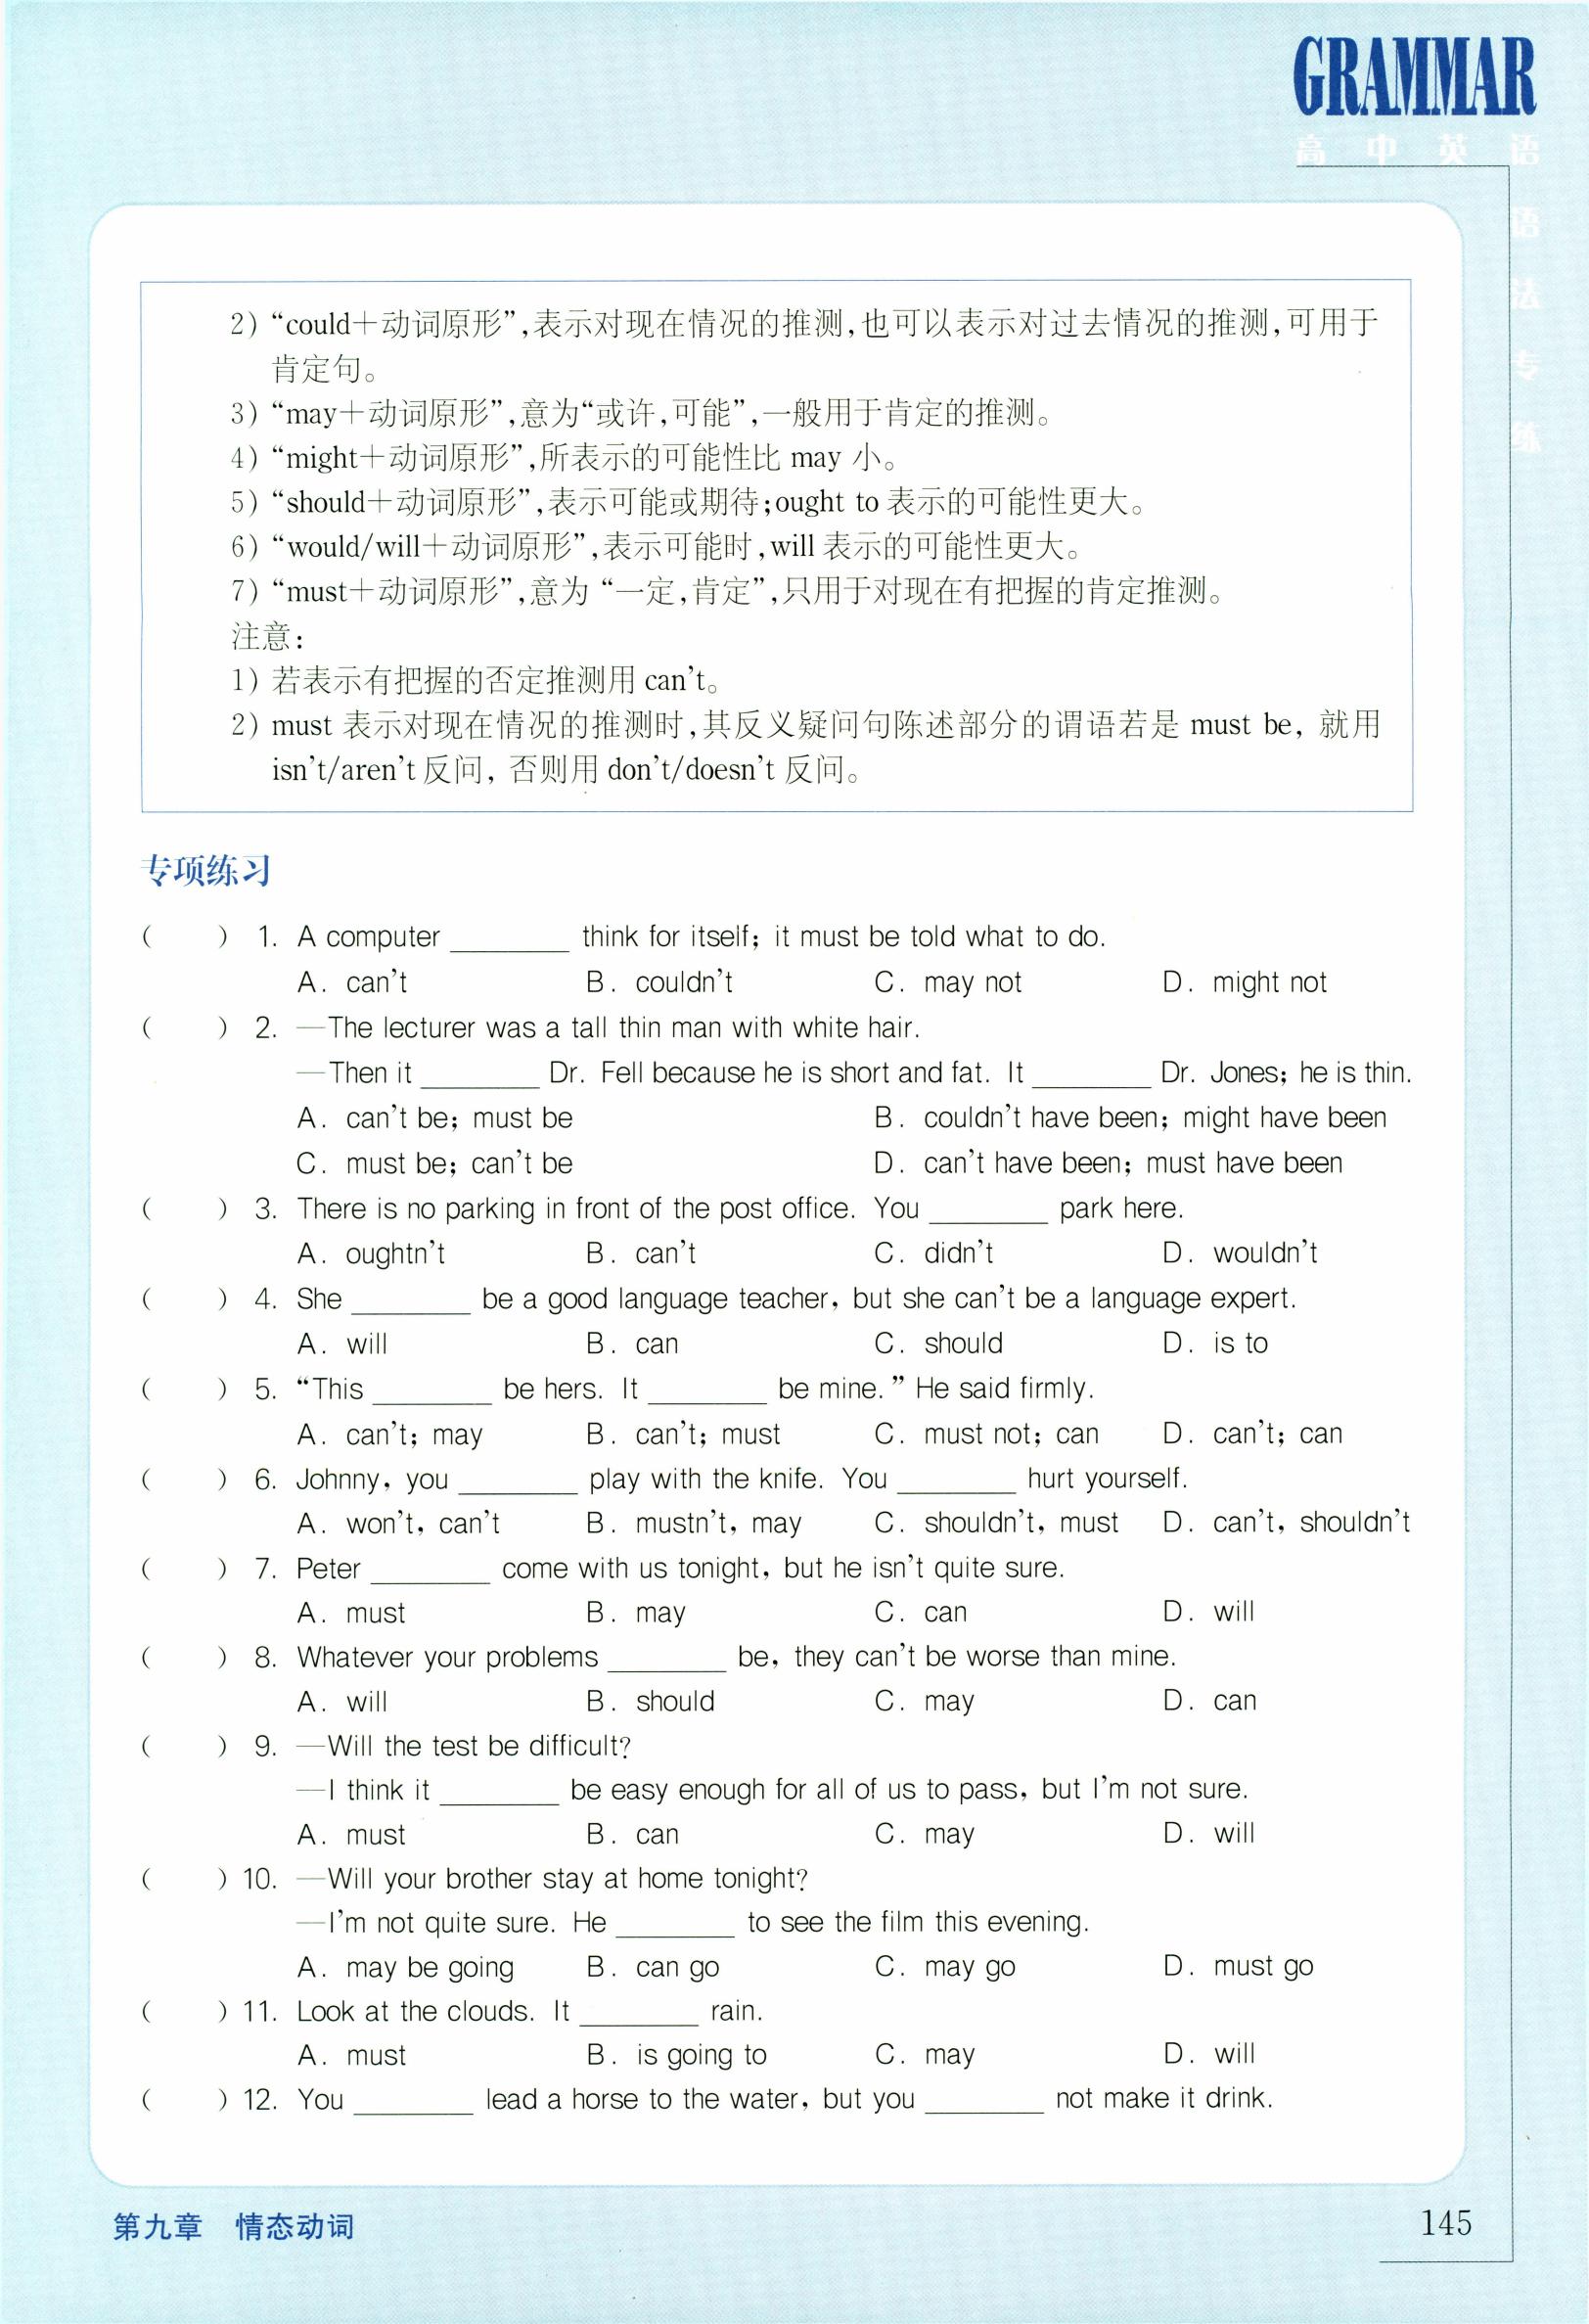 GRAMMAR
高中英语
语法专练
2) “could+动词原形”,表示对现在情况的推测,也可以表示对过去情况的推测,可用于
肯定句。
3) “may+动词原形”,意为“或许,可能”,一般用于肯定的推测。
4) “might+动词原形”,所表示的可能性比 may 小。
5) “should+动词原形”,表示可能或期待;ought to 表示的可能性更大。
6) “would/will+动词原形”,表示可能时,will 表示的可能性更大。
7) “must+动词原形”,意为 “一定,肯定”,只用于对现在有把握的肯定推测。
注意:
1) 若表示有把握的否定推测用 can't。
2) must 表示对现在情况的推测时,其反义疑问句陈述部分的谓语若是 must be, 就用
isn't/aren't 反问, 否则用 don't/doesn't 反问。
专项练习
( ) 1. A computer ________ think for itself; it must be told what to do.
A. can't B. couldn't C. may not D. might not
( ) 2. —The lecturer was a tall thin man with white hair.
—Then it ________ Dr. Fell because he is short and fat. It ________ Dr. Jones; he is thin.
A. can't be; must be B. couldn't have been; might have been
C. must be; can't be D. can't have been; must have been
( ) 3. There is no parking in front of the post office. You ________ park here.
A. oughtn't B. can't C. didn't D. wouldn't
( ) 4. She ________ be a good language teacher, but she can't be a language expert.
A. will B. can C. should D. is to
( ) 5. “This ________ be hers. It ________ be mine.” He said firmly.
A. can't; may B. can't; must C. must not; can D. can't; can
( ) 6. Johnny, you ________ play with the knife. You ________ hurt yourself.
A. won't, can't B. mustn't, may C. shouldn't, must D. can't, shouldn't
( ) 7. Peter ________ come with us tonight, but he isn't quite sure.
A. must B. may C. can D. will
( ) 8. Whatever your problems ________ be, they can't be worse than mine.
A. will B. should C. may D. can
( ) 9. —Will the test be difficult?
—I think it ________ be easy enough for all of us to pass, but I'm not sure.
A. must B. can C. may D. will
( ) 10. —Will your brother stay at home tonight?
—I'm not quite sure. He ________ to see the film this evening.
A. may be going B. can go C. may go D. must go
( ) 11. Look at the clouds. It ________ rain.
A. must B. is going to C. may D. will
( ) 12. You ________ lead a horse to the water, but you ________ not make it drink.
第九章 情态动词
145